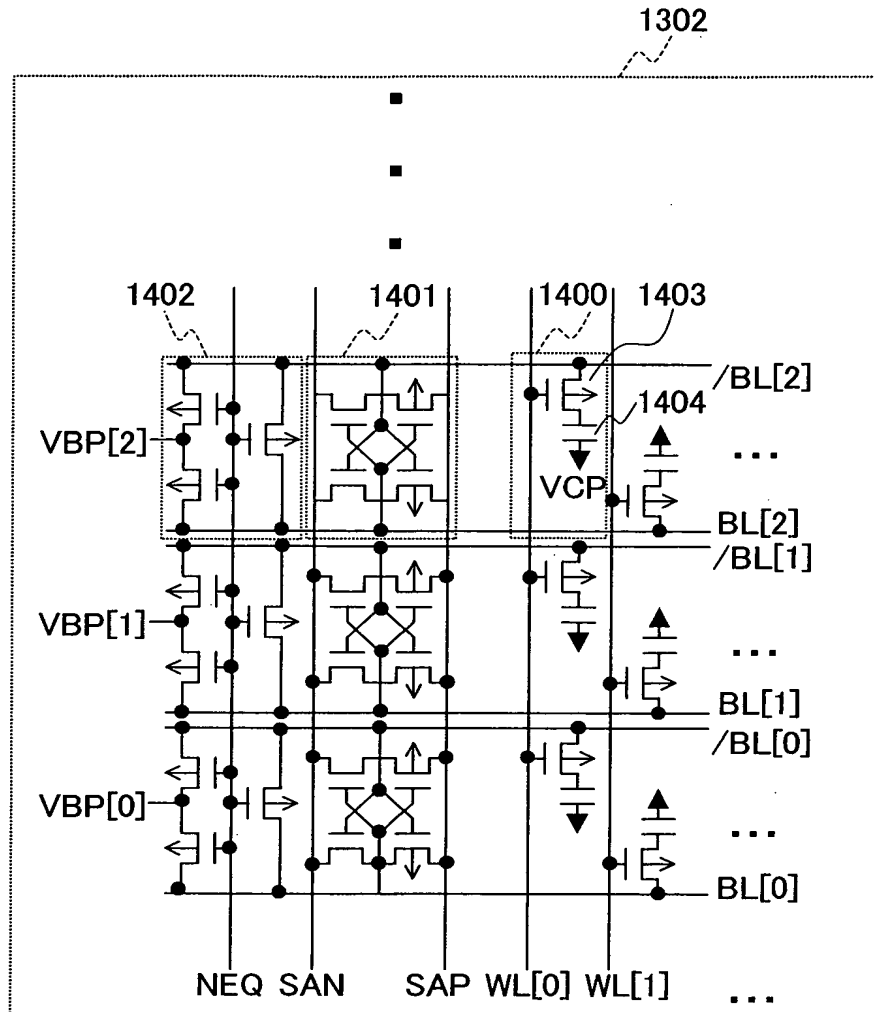 1302
1402 1401 1400 1403
/BL[2]
1404
VBP[2] ...
VCP
BL[2]
/BL[1]
VBP[1] ...
BL[1]
/BL[0]
VBP[0] ...
BL[0]
NEQ SAN SAP WL[0] WL[1] ...